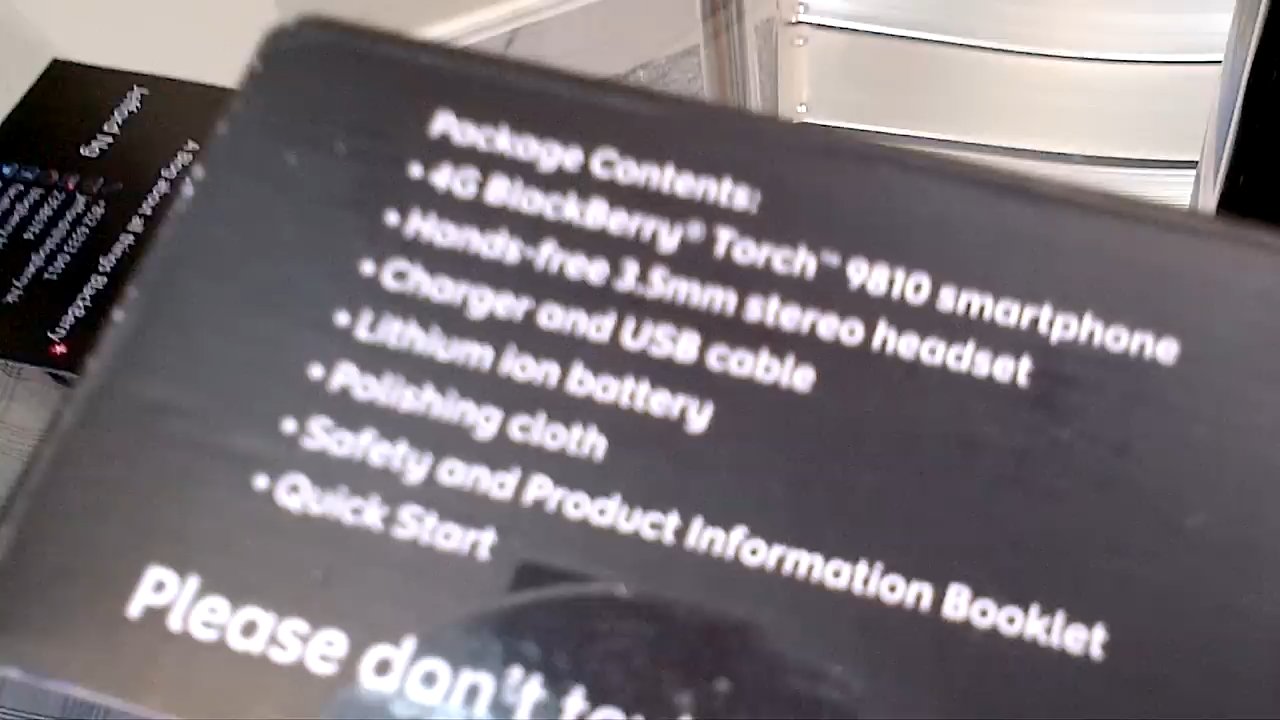 Package Contents:
• 4G BlackBerry® Torch™ 9810 smartphone
• Hands-free 3.5mm stereo headset
• Charger and USB cable
• Lithium ion battery
• Polishing cloth
• Safety and Product Information Booklet
• Quick Start
Please don't